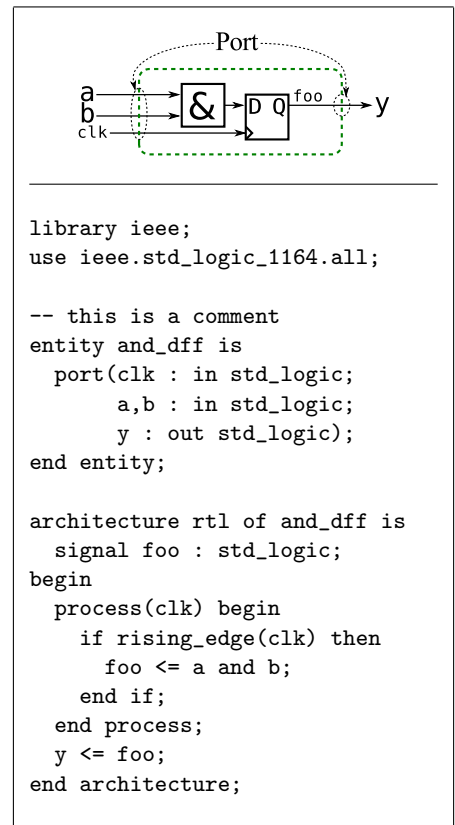 Port
a
b
clk
&
D Q
foo
y
library ieee;
use ieee.std_logic_1164.all;
-- this is a comment
entity and_dff is
port(clk : in std_logic;
a,b : in std_logic;
y : out std_logic);
end entity;
architecture rtl of and_dff is
signal foo : std_logic;
begin
process(clk) begin
if rising_edge(clk) then
foo <= a and b;
end if;
end process;
y <= foo;
end architecture;